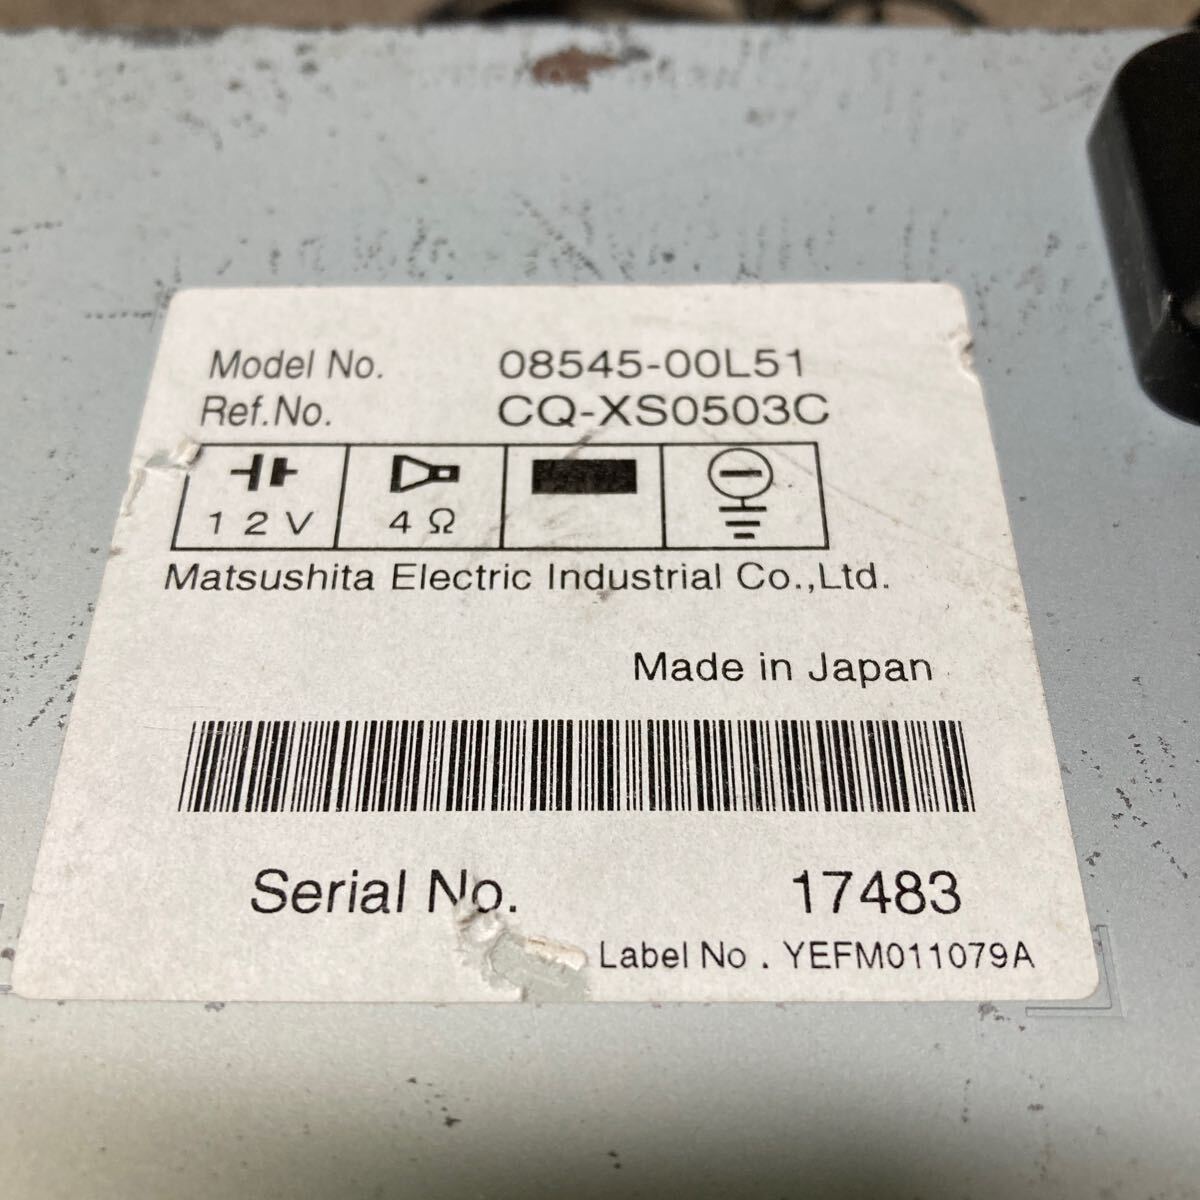 Model No. 08545-00L51
Ref.No. CQ-XS0503C
12V 4Ω
Matsushita Electric Industrial Co.,Ltd.
Made in Japan
Serial No. 17483
Label No . YEFM011079A